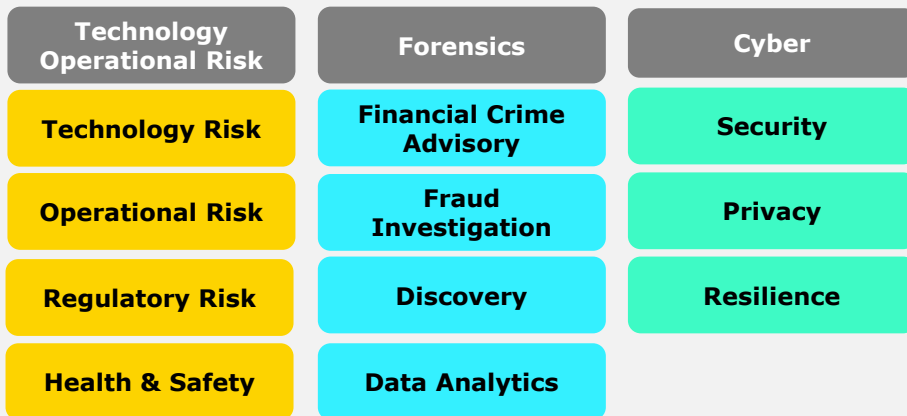 Technology
Operational Risk
Technology Risk
Operational Risk
Regulatory Risk
Health & Safety
Forensics
Financial Crime
Advisory
Fraud
Investigation
Discovery
Data Analytics
Cyber
Security
Privacy
Resilience